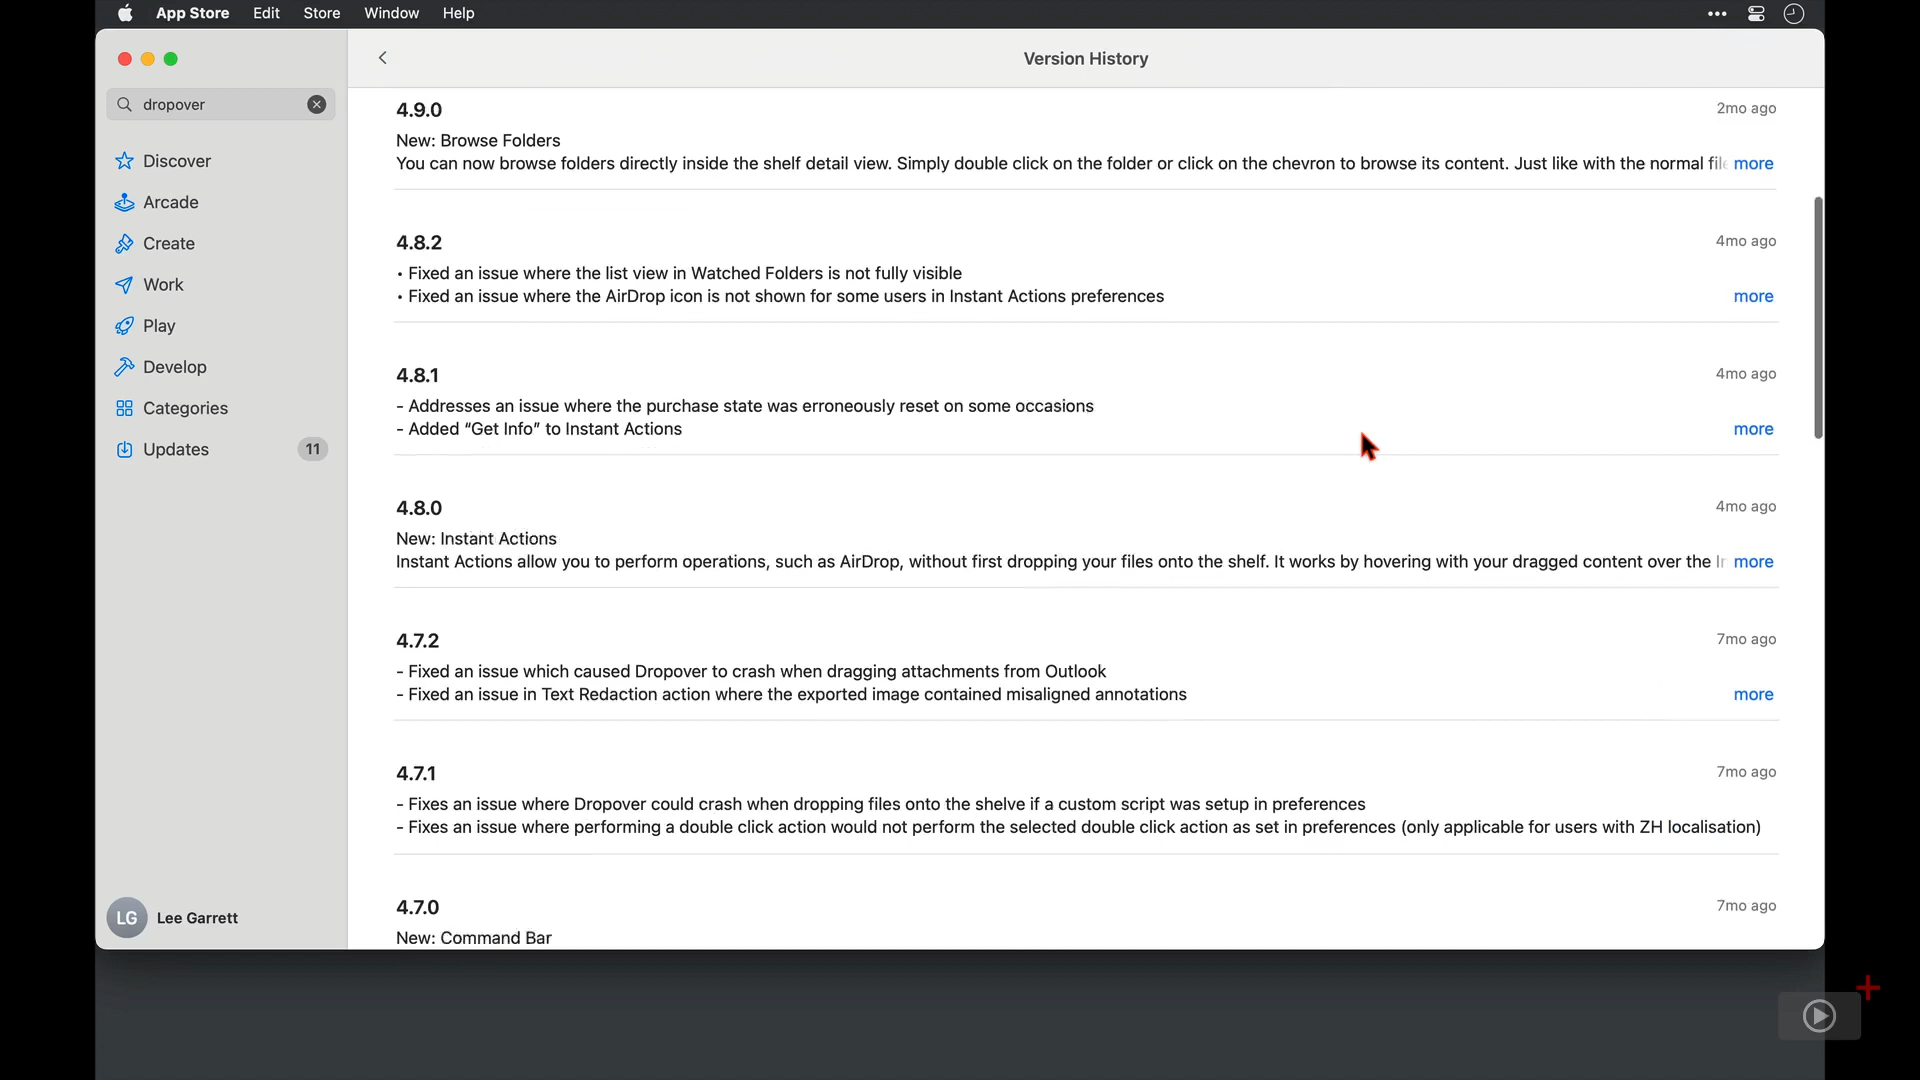 App Store Edit Store Window Help
Version History
dropover
Discover
Arcade
Create
Work
Play
Develop
Categories
Updates 11
LG Lee Garrett
4.9.0 2mo ago
New: Browse Folders
You can now browse folders directly inside the shelf detail view. Simply double click on the folder or click on the chevron to browse its content. Just like with the normal file more
4.8.2 4mo ago
• Fixed an issue where the list view in Watched Folders is not fully visible
• Fixed an issue where the AirDrop icon is not shown for some users in Instant Actions preferences more
4.8.1 4mo ago
- Addresses an issue where the purchase state was erroneously reset on some occasions
- Added “Get Info” to Instant Actions more
4.8.0 4mo ago
New: Instant Actions
Instant Actions allow you to perform operations, such as AirDrop, without first dropping your files onto the shelf. It works by hovering with your dragged content over the more
4.7.2 7mo ago
- Fixed an issue which caused Dropover to crash when dragging attachments from Outlook
- Fixed an issue in Text Redaction action where the exported image contained misaligned annotations more
4.7.1 7mo ago
- Fixes an issue where Dropover could crash when dropping files onto the shelve if a custom script was setup in preferences
- Fixes an issue where performing a double click action would not perform the selected double click action as set in preferences (only applicable for users with ZH localisation)
4.7.0 7mo ago
New: Command Bar